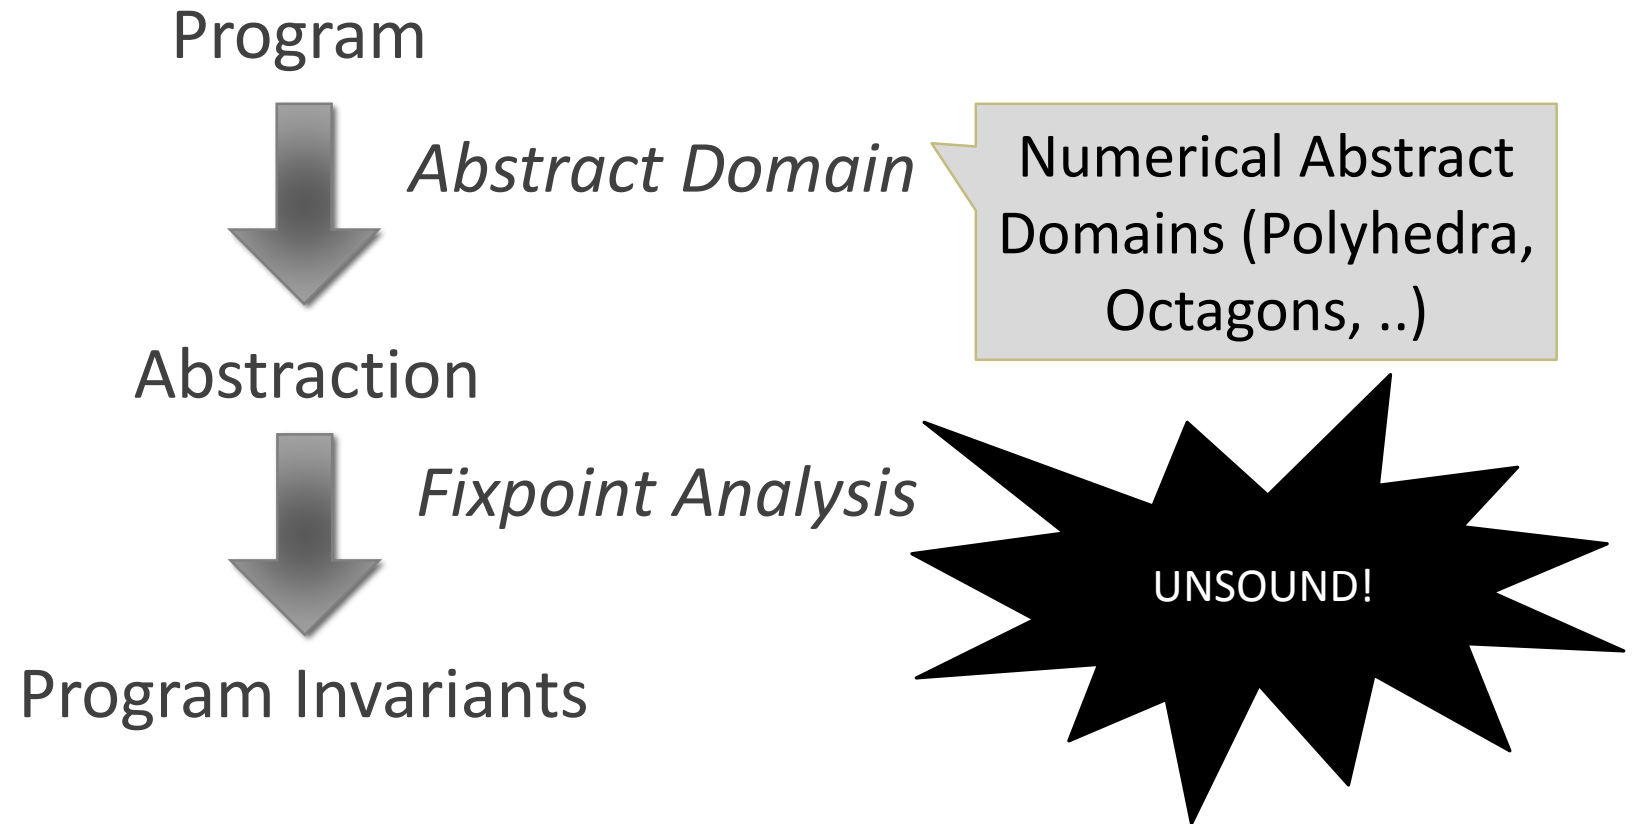 Program
Abstract Domain
Numerical Abstract
Domains (Polyhedra,
Octagons, ..)
Abstraction
Fixpoint Analysis
UNSOUND!
Program Invariants